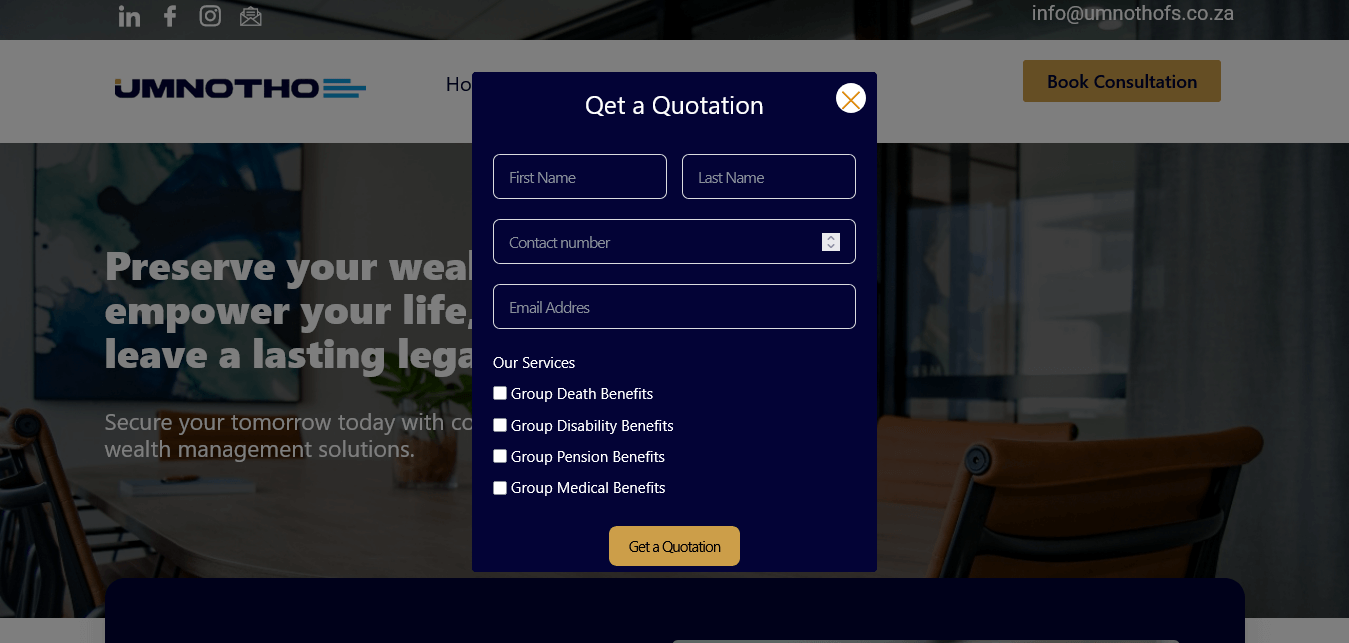 info@umnothofs.co.za
UMNOTHO
Ho
Book Consultation
Qet a Quotation
First Name
Last Name
Contact number
Email Addres
Our Services
Group Death Benefits
Group Disability Benefits
Group Pension Benefits
Group Medical Benefits
Get a Quotation
Preserve your weal
empower your life,
leave a lasting lega
Secure your tomorrow today with co
wealth management solutions.